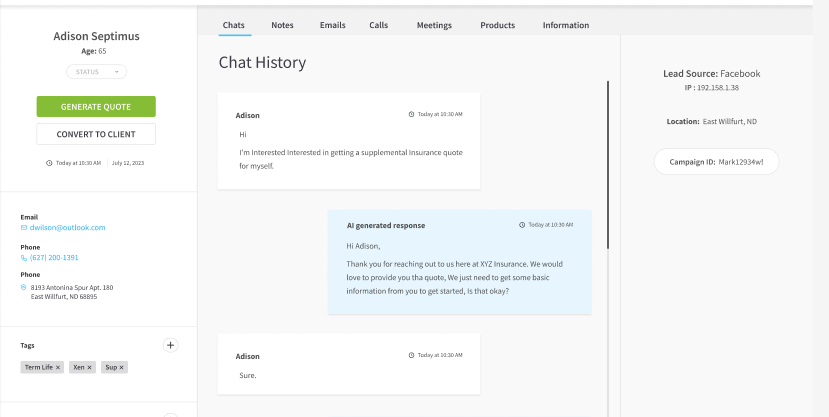 Adison Septimus
Age: 65
STATUS
GENERATE QUOTE
CONVERT TO CLIENT
Today at 10:30 AM July 12, 2023
Email
dwilson@outlook.com
Phone
(627) 200-1391
Phone
8193 Antonina Spur Apt. 180
East Willfurt, ND 68895
Tags
Term Life × Xen × Sup ×
Chats Notes Emails Calls Meetings Products Information
Chat History
Adison Today at 10:30 AM
Hi
I'm Interested Interested in getting a supplemental Insurance quote
for myself.
AI generated response Today at 10:30 AM
Hi Adison,
Thank you for reaching out to us here at XYZ Insurance. We would
love to provide you tha quote, We just need to get some basic
information from you to get started, Is that okay?
Adison Today at 10:30 AM
Sure.
Lead Source: Facebook
IP : 192.158.1.38
Location: East Willfurt, ND
Campaign ID: Mark12934w!